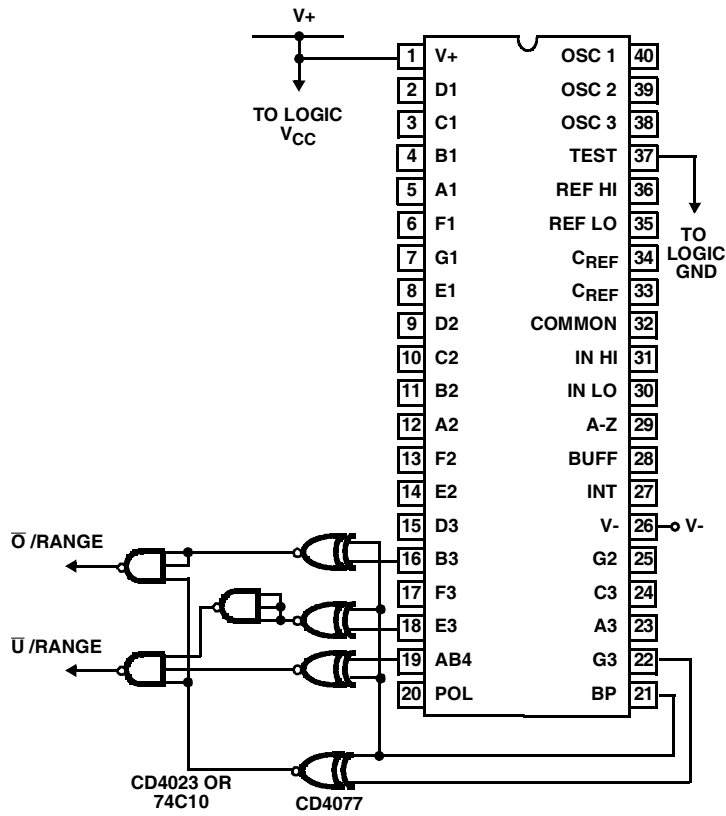 V+
TO LOGIC
VCC
1 V+ OSC 1 40
2 D1 OSC 2 39
3 C1 OSC 3 38
4 B1 TEST 37
5 A1 REF HI 36
6 F1 REF LO 35
7 G1 CREF 34
8 E1 CREF 33
9 D2 COMMON 32
10 C2 IN HI 31
11 B2 IN LO 30
12 A2 A-Z 29
13 F2 BUFF 28
14 E2 INT 27
15 D3 V- 26 V-
16 B3 G2 25
17 F3 C3 24
18 E3 A3 23
19 AB4 G3 22
20 POL BP 21
TO
LOGIC
GND
O̅ /RANGE
U̅ /RANGE
CD4023 OR
74C10
CD4077